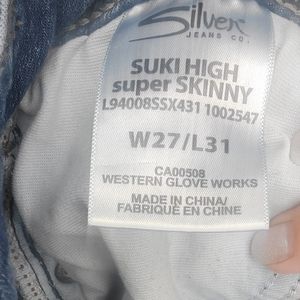 Silver
JEANS CO.
SUKI HIGH
super SKINNY
L94008SSX431 1002547
W27/L31
CA00508
WESTERN GLOVE WORKS
MADE IN CHINA/
FABRIQUÉ EN CHINE